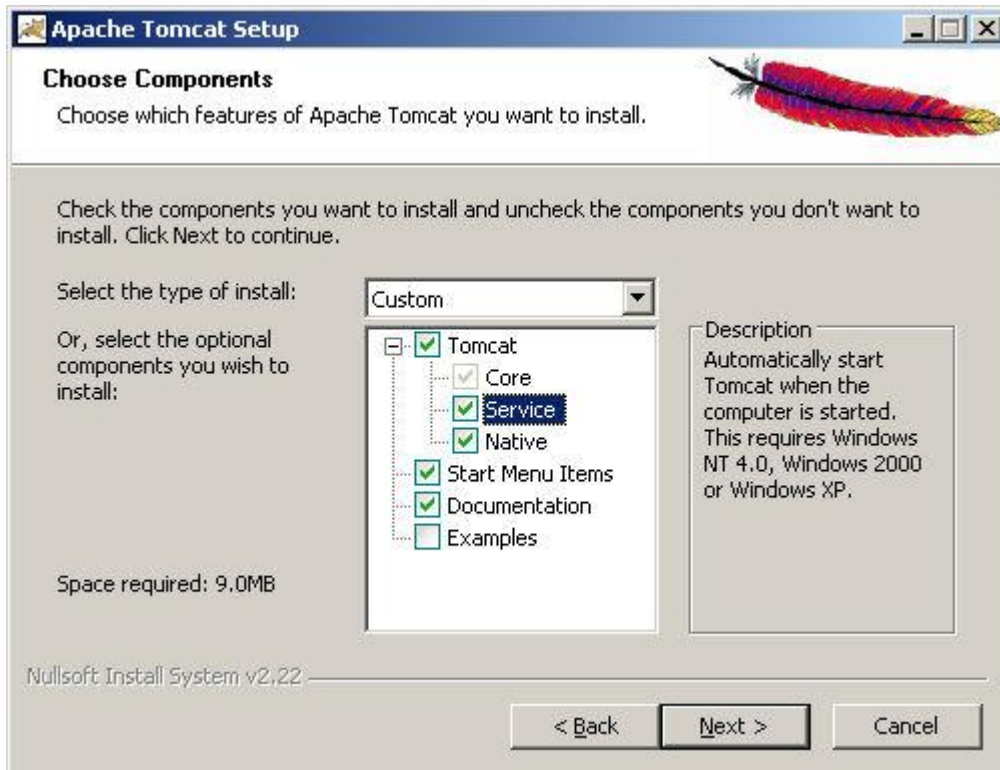 Apache Tomcat Setup
Choose Components
Choose which features of Apache Tomcat you want to install.
Check the components you want to install and uncheck the components you don't want to
install. Click Next to continue.
Select the type of install:
Custom
Or, select the optional
components you wish to
install:
Tomcat
Core
Service
Native
Start Menu Items
Documentation
Examples
Description
Automatically start
Tomcat when the
computer is started.
This requires Windows
NT 4.0, Windows 2000
or Windows XP.
Space required: 9.0MB
Nullsoft Install System v2.22
< Back
Next >
Cancel